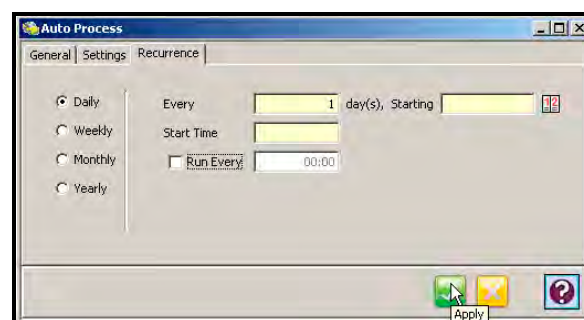 Auto Process
General Settings Recurrence
Daily Every 1 day(s), Starting 12
Weekly Start Time
Monthly Run Every 00:00
Yearly
?
Apply